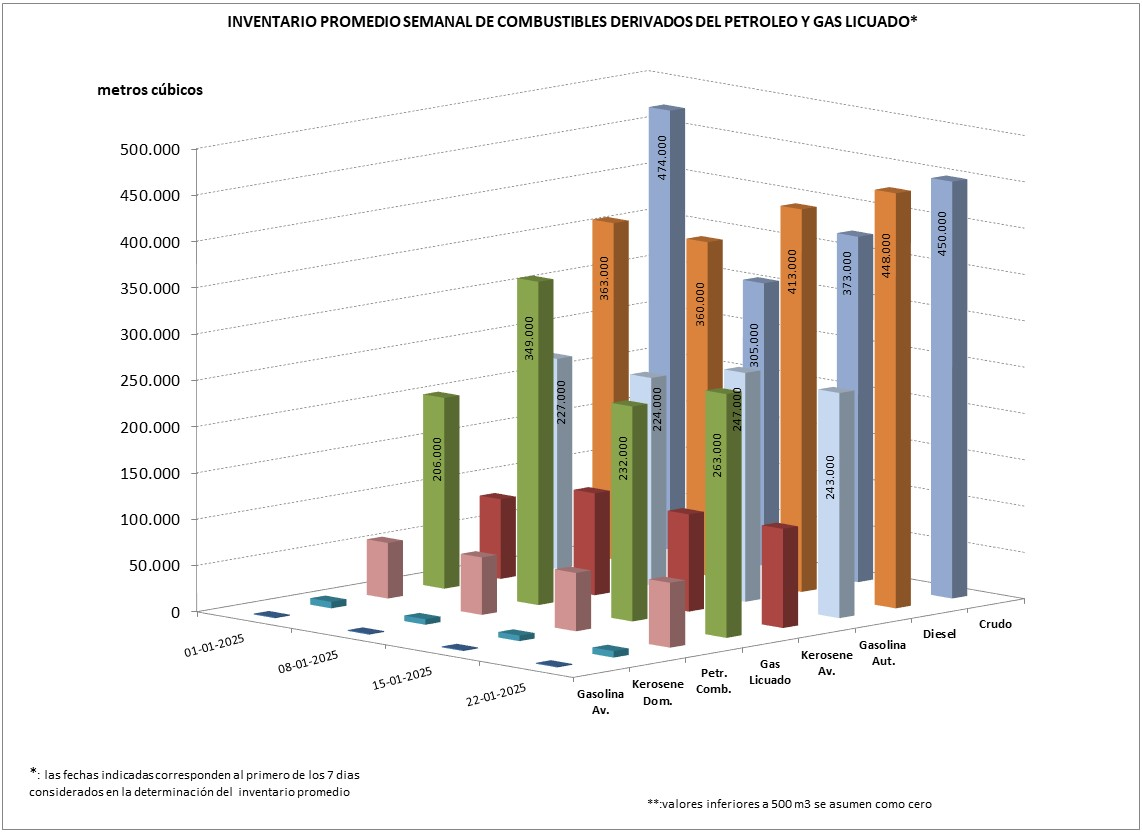 INVENTARIO PROMEDIO SEMANAL DE COMBUSTIBLES DERIVADOS DEL PETROLEO Y GAS LICUADO*
metros cúbicos
500.000
450.000
400.000
350.000
300.000
250.000
200.000
150.000
100.000
50.000
0
474.000
363.000
349.000
227.000
206.000
360.000
305.000
224.000
232.000
413.000
373.000
247.000
263.000
448.000
450.000
243.000
01-01-2025
08-01-2025
15-01-2025
22-01-2025
Gasolina
Av.
Kerosene
Dom.
Petr.
Comb.
Gas
Licuado
Kerosene
Av.
Gasolina
Aut.
Diesel
Crudo
*: las fechas indicadas corresponden al primero de los 7 dias
considerados en la determinación del inventario promedio
**:valores inferiores a 500 m3 se asumen como cero